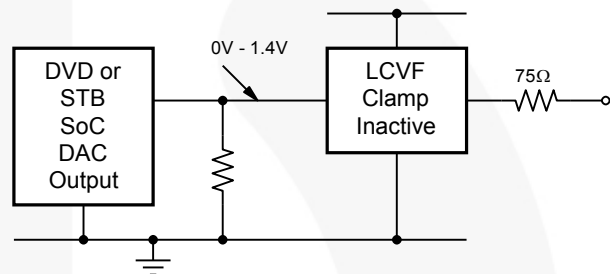 DVD or
STB
SoC
DAC
Output
0V - 1.4V
LCVF
Clamp
Inactive
75Ω